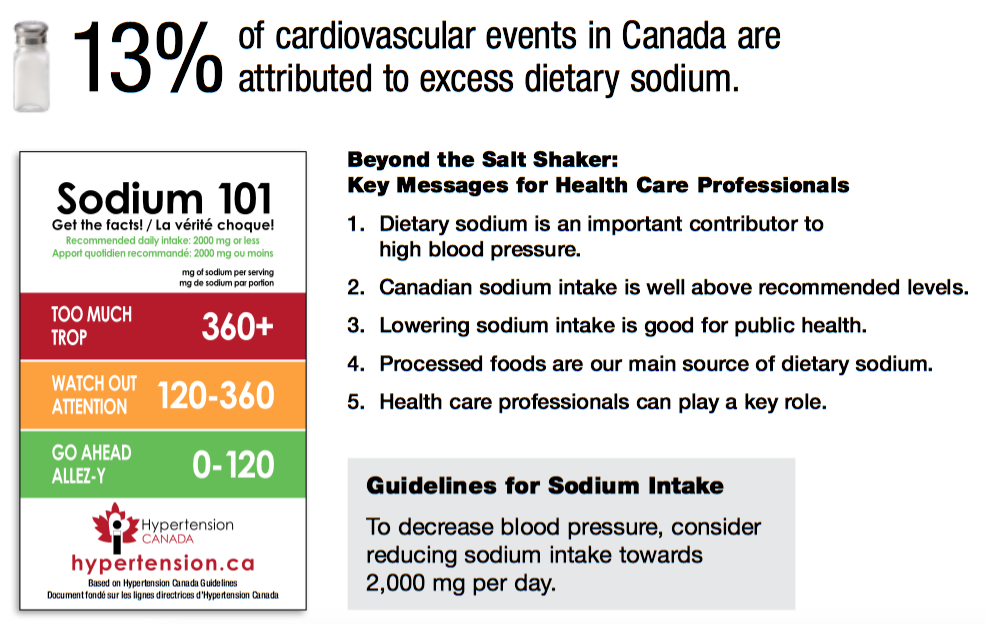 13% of cardiovascular events in Canada are
attributed to excess dietary sodium.
Sodium 101
Get the facts! / La vérité choque!
Recommended daily intake: 2000 mg or less
Apport quotidien recommandé: 2000 mg ou moins
mg of sodium per serving
mg de sodium par portion
TOO MUCH
TROP
360+
WATCH OUT
ATTENTION
120-360
GO AHEAD
ALLEZ-Y
0-120
Hypertension
CANADA
hypertension.ca
Based on Hypertension Canada Guidelines
Document fondé sur les lignes directrices d'Hypertension Canada
Beyond the Salt Shaker:
Key Messages for Health Care Professionals
1. Dietary sodium is an important contributor to
high blood pressure.
2. Canadian sodium intake is well above recommended levels.
3. Lowering sodium intake is good for public health.
4. Processed foods are our main source of dietary sodium.
5. Health care professionals can play a key role.
Guidelines for Sodium Intake
To decrease blood pressure, consider
reducing sodium intake towards
2,000 mg per day.